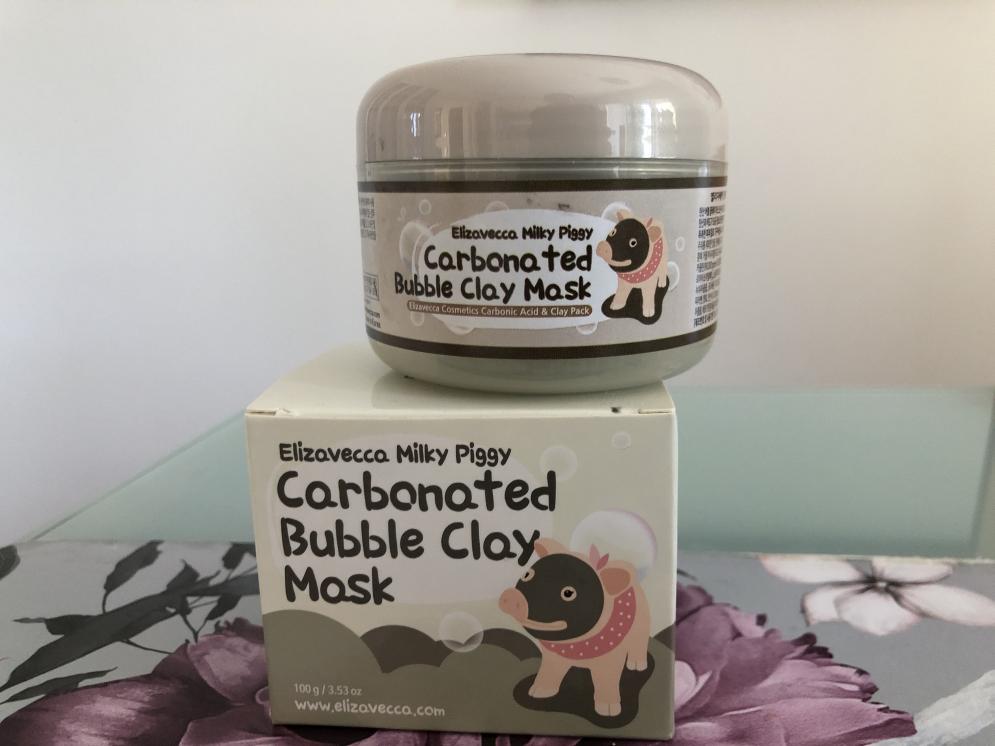 Elizavecca Milky Piggy
Carbonated
Bubble Clay Mask
Elizavecca Cosmetics Carbonic Acid & Clay Pack
Elizavecca Milky Piggy
Carbonated
Bubble Clay
Mask
100 g / 3.53 oz
www.elizavecca.com